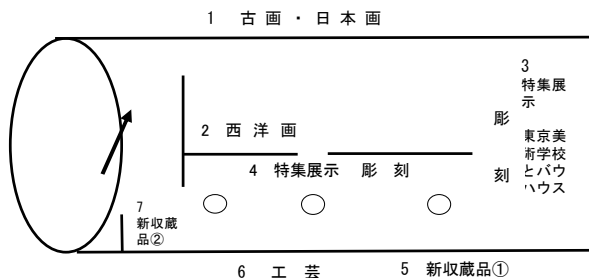 1 古画・日本画
3
特集展
示
彫
刻
東京美
術学校
とバウ
ハウス
2 西洋画
4 特集展示 彫刻
7
新収蔵
品②
6 工芸
5 新収蔵品①